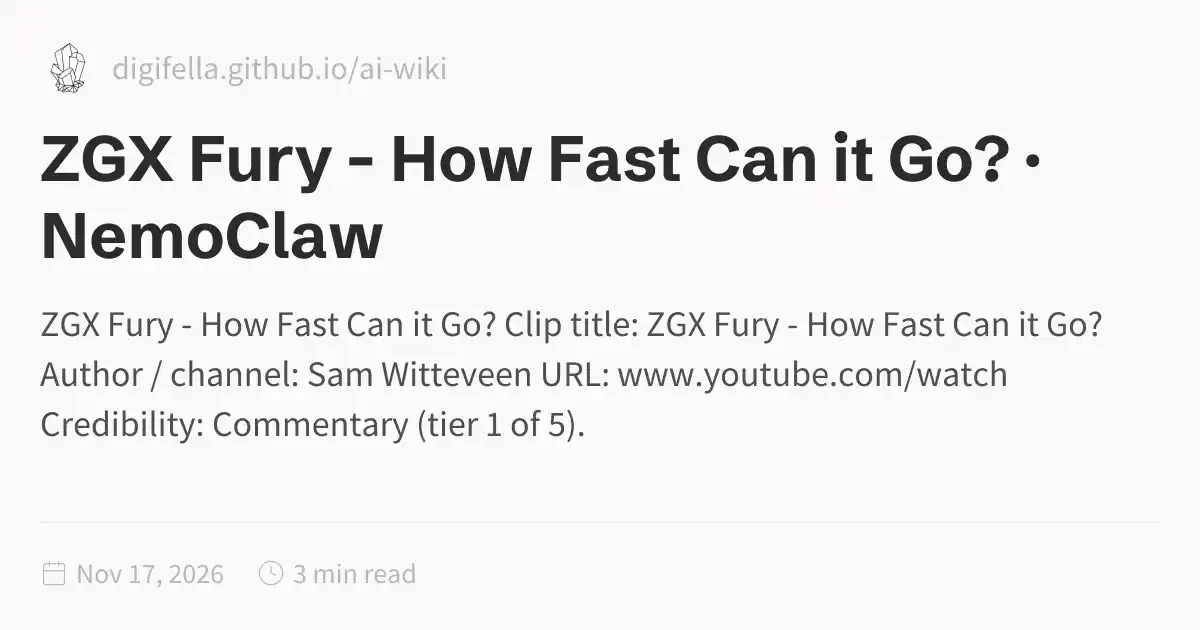 digifella.github.io/ai-wiki
ZGX Fury - How Fast Can it Go? •
NemoClaw
ZGX Fury - How Fast Can it Go? Clip title: ZGX Fury - How Fast Can it Go?
Author / channel: Sam Witteveen URL: www.youtube.com/watch
Credibility: Commentary (tier 1 of 5).
Nov 17, 2026 3 min read